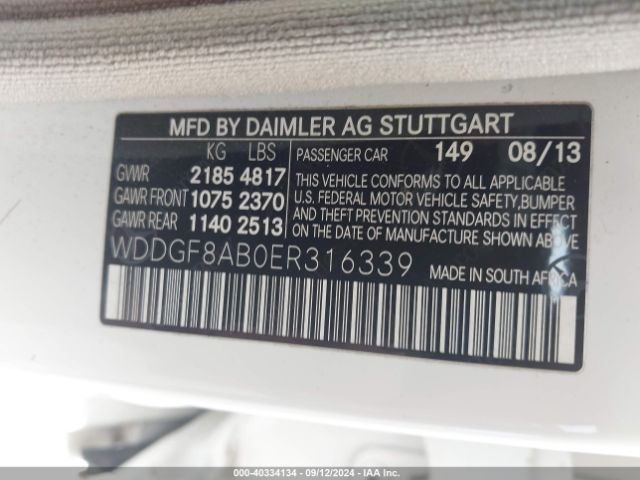 MFD BY DAIMLER AG STUTTGART
KG LBS
GVWR 2185 4817
GAWR FRONT 1075 2370
GAWR REAR 1140 2513
PASSENGER CAR 149 08/13
THIS VEHICLE CONFORMS TO ALL APPLICABLE
U.S. FEDERAL MOTOR VEHICLE SAFETY,BUMPER
AND THEFT PREVENTION STANDARDS IN EFFECT
ON THE DATE OF MANUFACTURE SHOWN ABOVE.
WDDGF8AB0ER316339
MADE IN SOUTH AFRICA
000-40334134 - 09/12/2024 - IAA Inc.